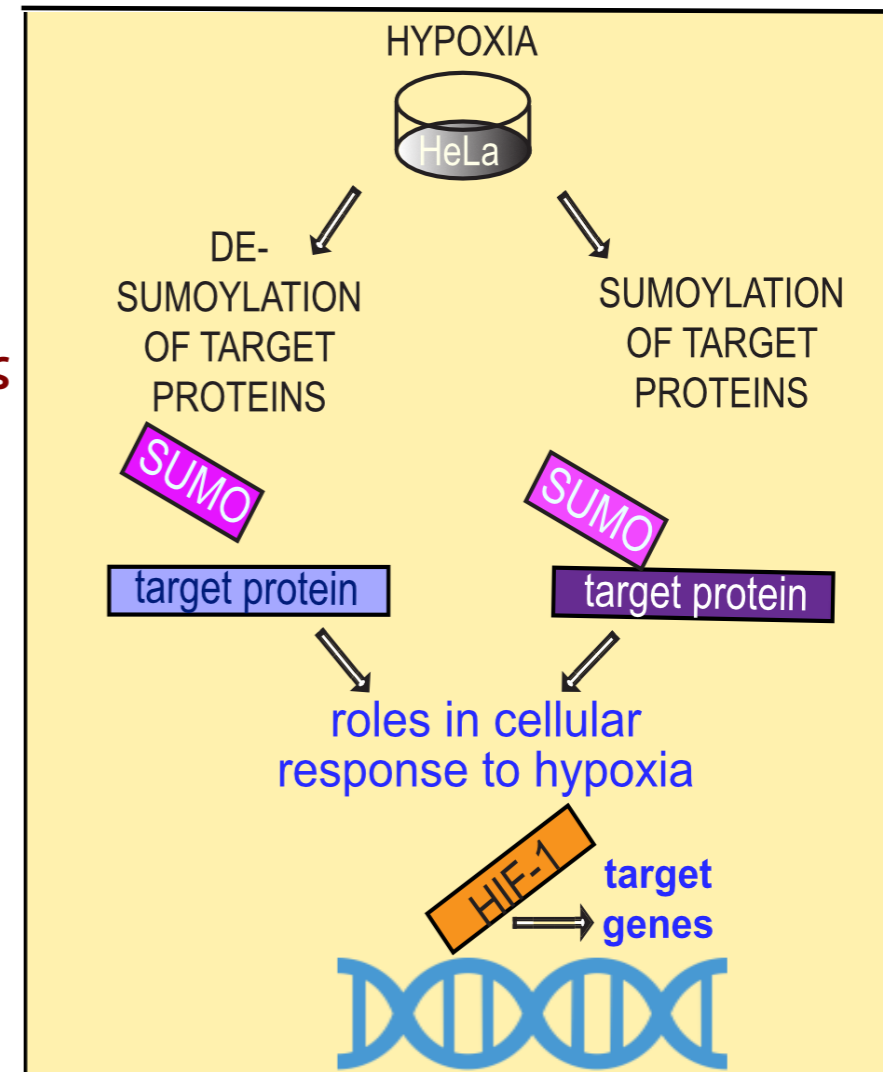 HYPOXIA
HeLa
DE-
SUMOYLATION
OF TARGET
PROTEINS
SUMOYLATION
OF TARGET
PROTEINS
SUMO
SUMO
target protein
target protein
roles in cellular
response to hypoxia
HIF-1
target
genes